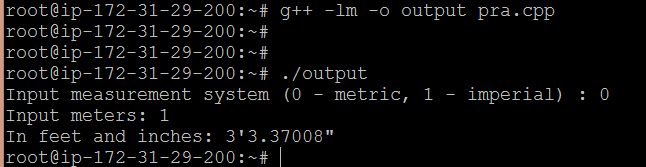 root@ip-172-31-29-200:~# g++ -lm -o output pra.cpp
root@ip-172-31-29-200:~#
root@ip-172-31-29-200:~#
root@ip-172-31-29-200:~# ./output
Input measurement system (0 - metric, 1 - imperial) : 0
Input meters: 1
In feet and inches: 3'3.37008"
root@ip-172-31-29-200:~#